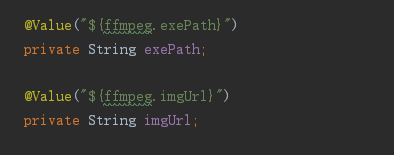 @Value("${ffmpeg.exePath}")
private String exePath;
@Value("${ffmpeg.imgUrl}")
private String imgUrl;